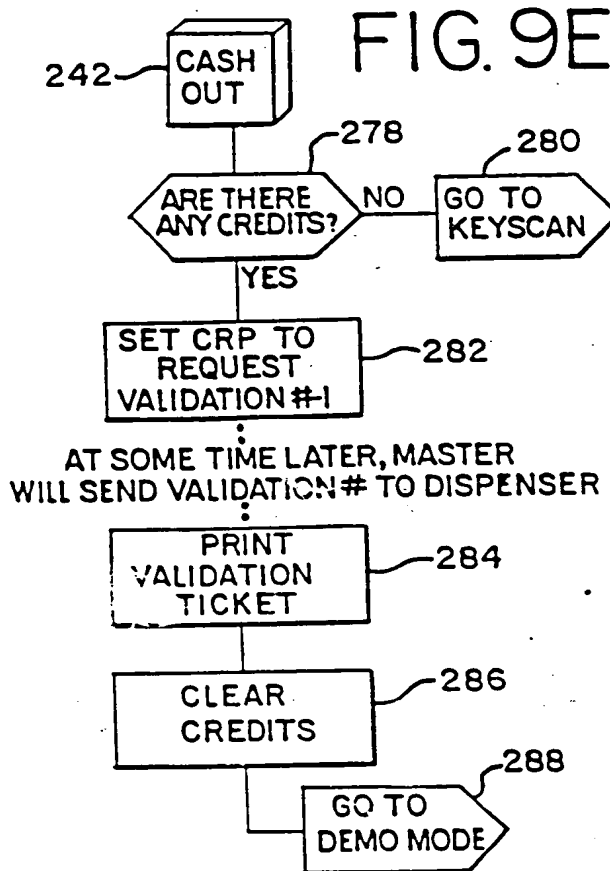 FIG. 9E
242
CASH
OUT
278
280
ARE THERE
ANY CREDITS?
NO
GO TO
KEYSCAN
YES
SET CRP TO
REQUEST
VALIDATION #-1
282
AT SOME TIME LATER, MASTER
WILL SEND VALIDATION # TO DISPENSER
PRINT
VALIDATION
TICKET
284
CLEAR
CREDITS
286
288
GO TO
DEMO MODE